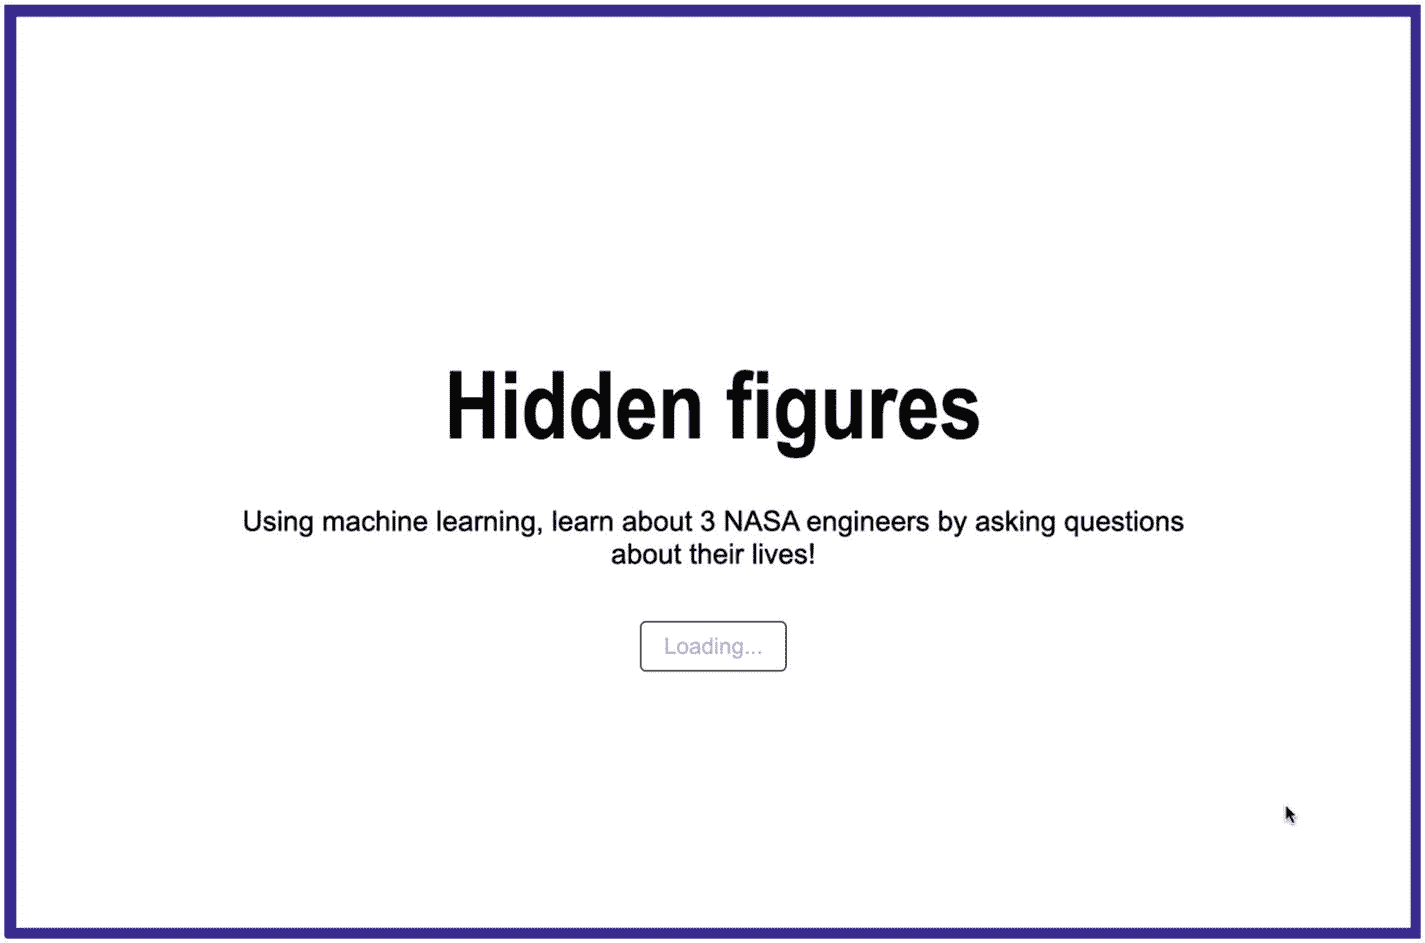 Hidden figures
Using machine learning, learn about 3 NASA engineers by asking questions
about their lives!
Loading...